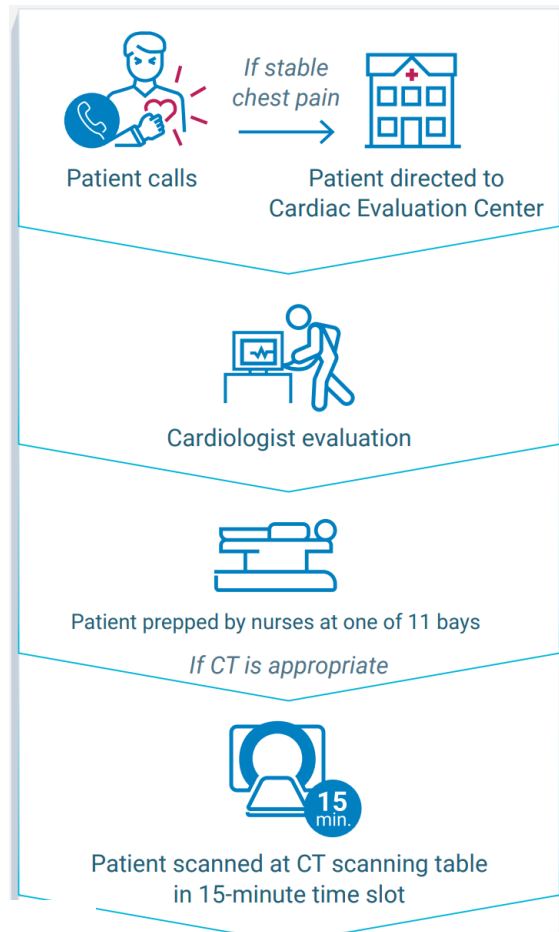 If stable
chest pain
Patient calls
Patient directed to
Cardiac Evaluation Center
Cardiologist evaluation
Patient prepped by nurses at one of 11 bays
If CT is appropriate
15
min.
Patient scanned at CT scanning table
in 15-minute time slot